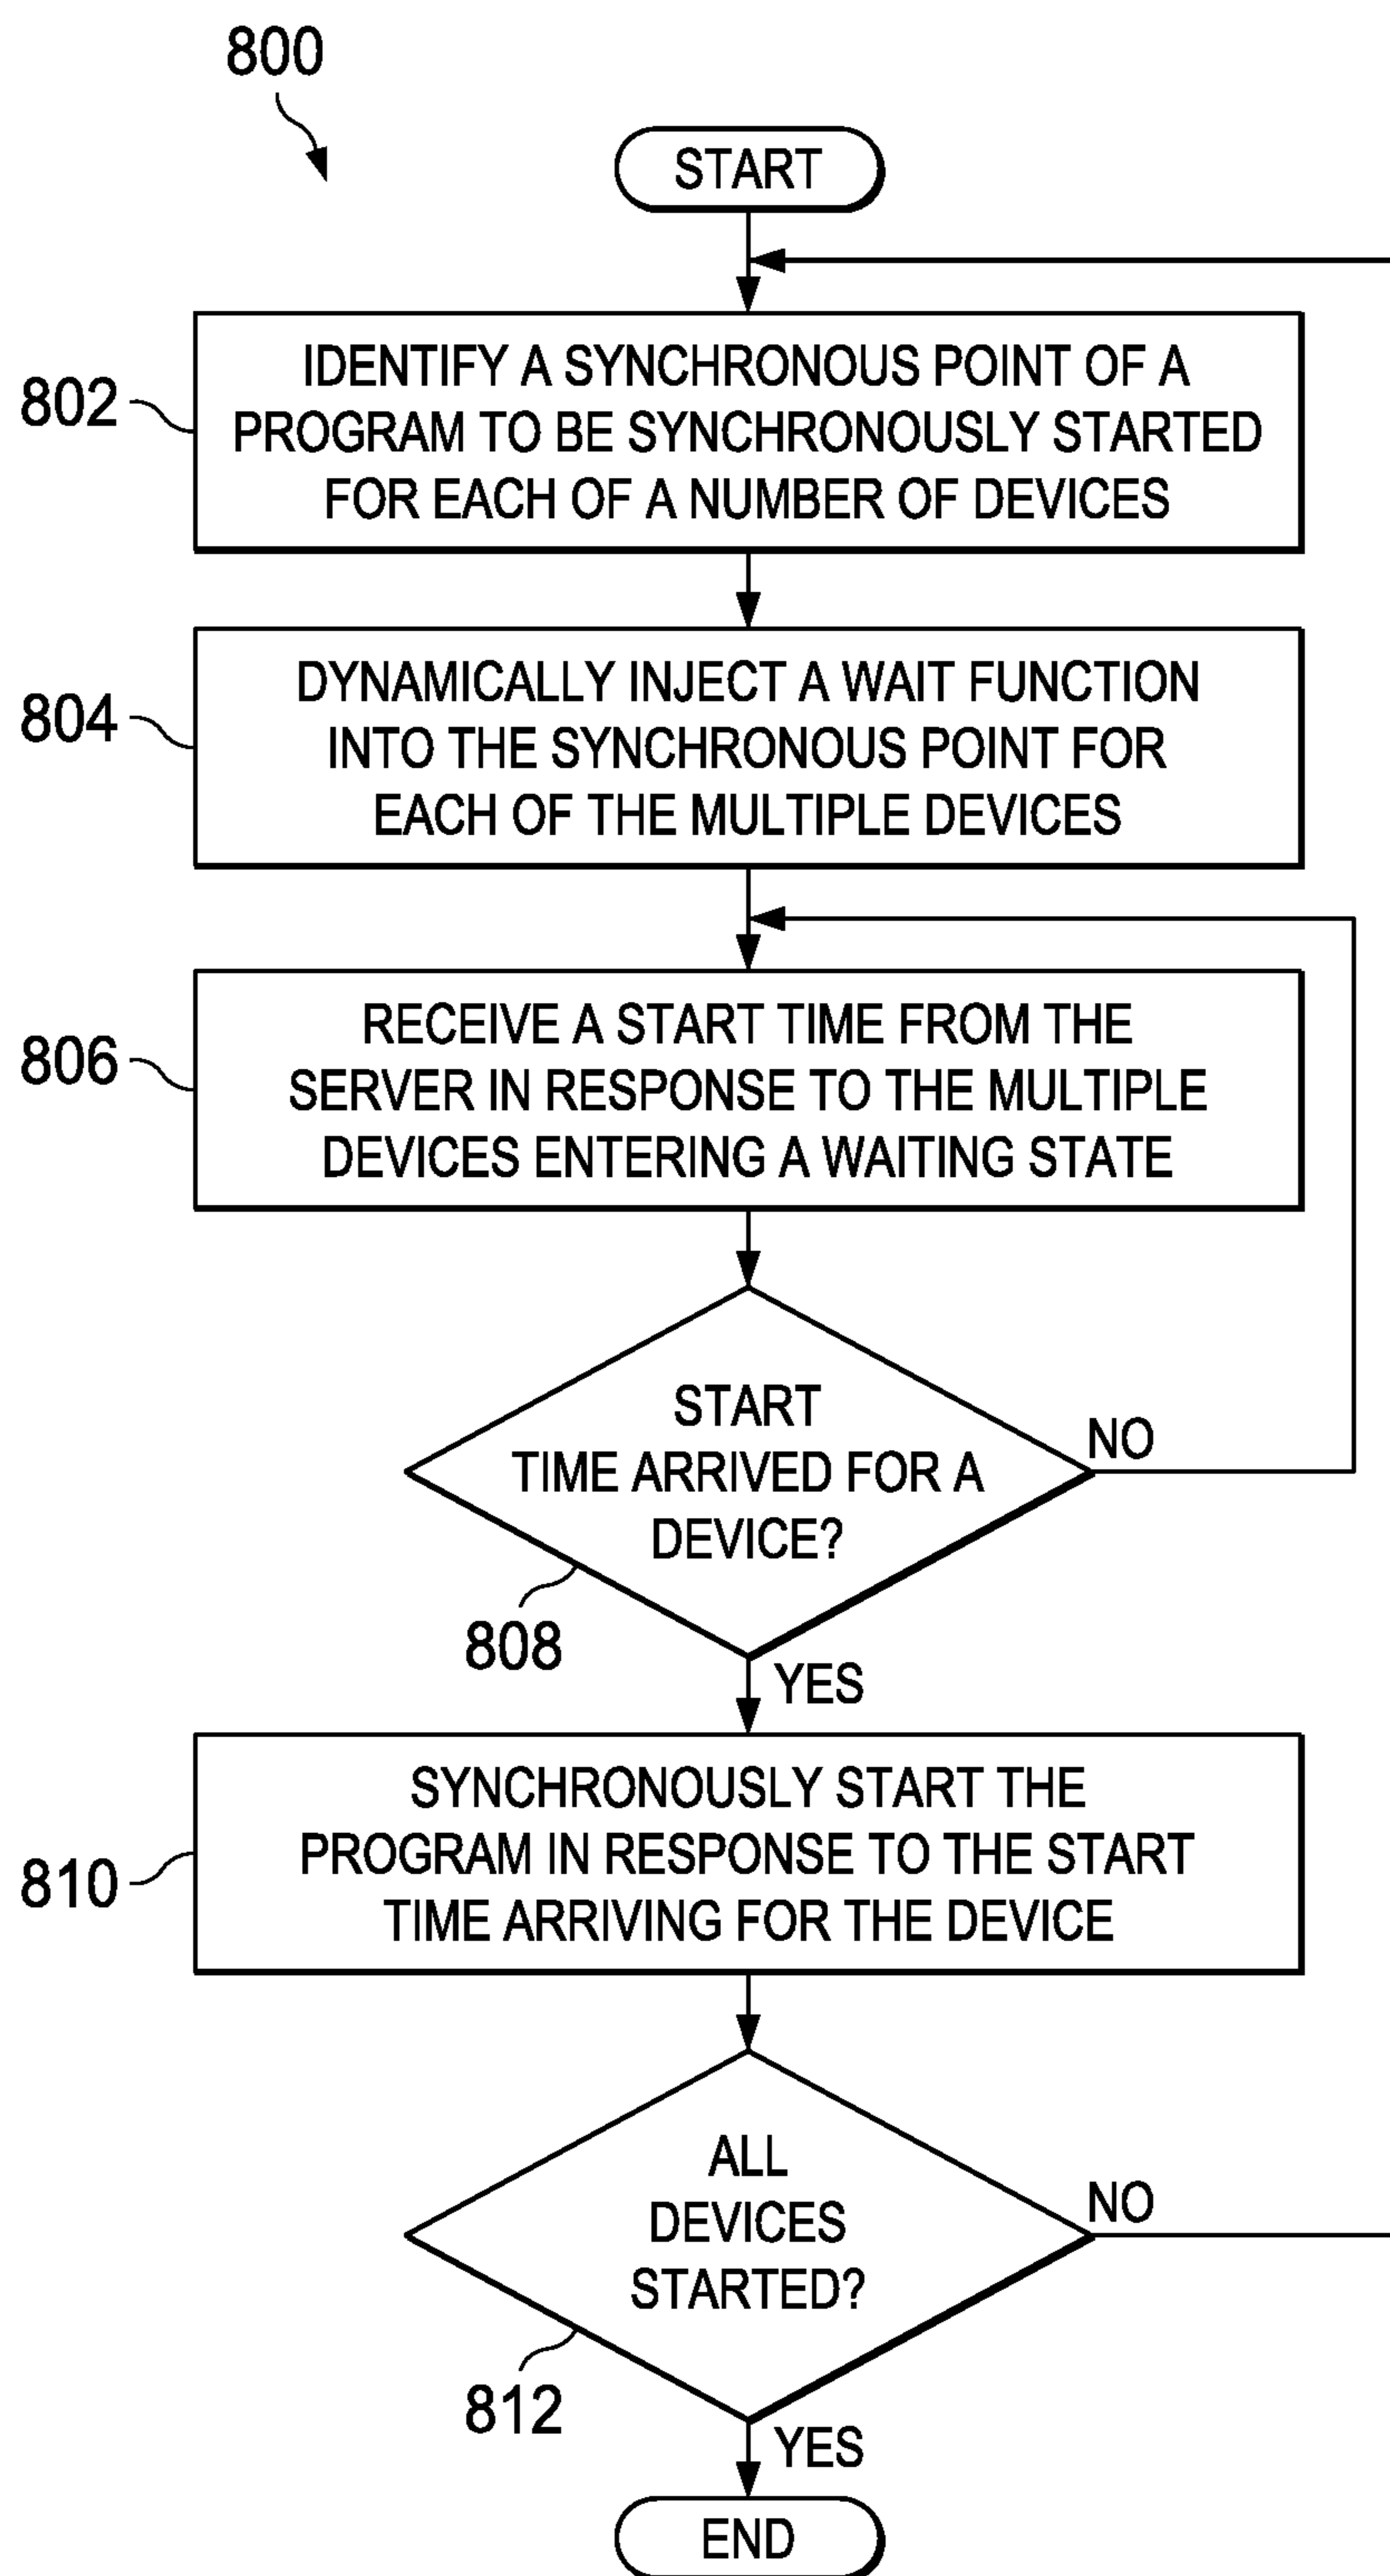 800
START
802
IDENTIFY A SYNCHRONOUS POINT OF A
PROGRAM TO BE SYNCHRONOUSLY STARTED
FOR EACH OF A NUMBER OF DEVICES
804
DYNAMICALLY INJECT A WAIT FUNCTION
INTO THE SYNCHRONOUS POINT FOR
EACH OF THE MULTIPLE DEVICES
806
RECEIVE A START TIME FROM THE
SERVER IN RESPONSE TO THE MULTIPLE
DEVICES ENTERING A WAITING STATE
START
TIME ARRIVED FOR A
DEVICE?
NO
808
YES
810
SYNCHRONOUSLY START THE
PROGRAM IN RESPONSE TO THE START
TIME ARRIVING FOR THE DEVICE
ALL
DEVICES
STARTED?
NO
812
YES
END